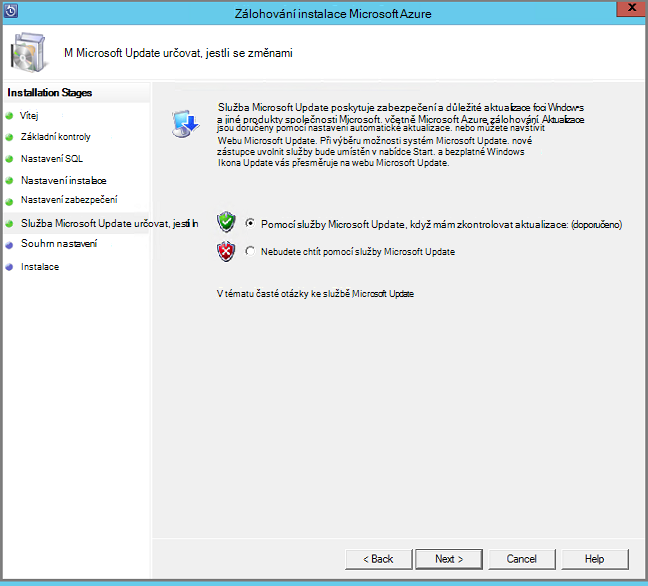 Zálohování instalace Microsoft Azure
x
M Microsoft Update určovat, jestli se změnami
Installation Stages
Vítej
Základní kontroly
Nastavení SQL
Nastavení instalace
Nastavení zabezpečení
Služba Microsoft Update určovat, jestli
Souhrn nastavení
Instalace
Služba Microsoft Update poskytuje zabezpečení a důležité aktualizace foci Window•s
a jiné produkty společnosti Microsoft. včetně Microsoft Azure zálohování. Aktualizace
jsou doručeny pomocí nastavení automatické aktualizace. nebo můžete navštívit
Webu Microsoft Update. Při výběru možnosti systém Microsoft Update. nové
zástupce uvolnit služby bude umístěn v nabídce Start. a bezplatné Windows
Ikona Update vás přesměruje na webu Microsoft Update.
Pomocí služby Microsoft Update, když mám zkontrolovat aktualizace: (doporučeno)
Nebudete chtít pomocí služby Microsoft Update
V tématu časté otázky ke službě Microsoft Update
< Back
Next >
Cancel
Help